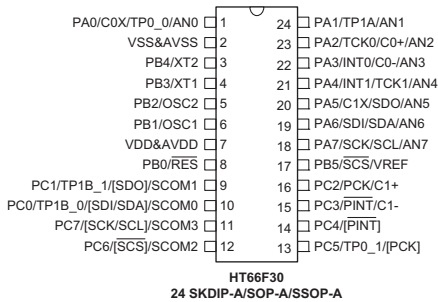 PA0/C0X/TP0_0/AN0 1 24 PA1/TP1A/AN1
VSS&AVSS 2 23 PA2/TCK0/C0+/AN2
PB4/XT2 3 22 PA3/INT0/C0-/AN3
PB3/XT1 4 21 PA4/INT1/TCK1/AN4
PB2/OSC2 5 20 PA5/C1X/SDO/AN5
PB1/OSC1 6 19 PA6/SDI/SDA/AN6
VDD&AVDD 7 18 PA7/SCK/SCL/AN7
PB0/RES 8 17 PB5/SCS/VREF
PC1/TP1B_1/[SDO]/SCOM1 9 16 PC2/PCK/C1+
PC0/TP1B_0/[SDI/SDA]/SCOM0 10 15 PC3/PINT/C1-
PC7/[SCK/SCL]/SCOM3 11 14 PC4/[PINT]
PC6/[SCS]/SCOM2 12 13 PC5/TP0_1/[PCK]
HT66F30
24 SKDIP-A/SOP-A/SSOP-A